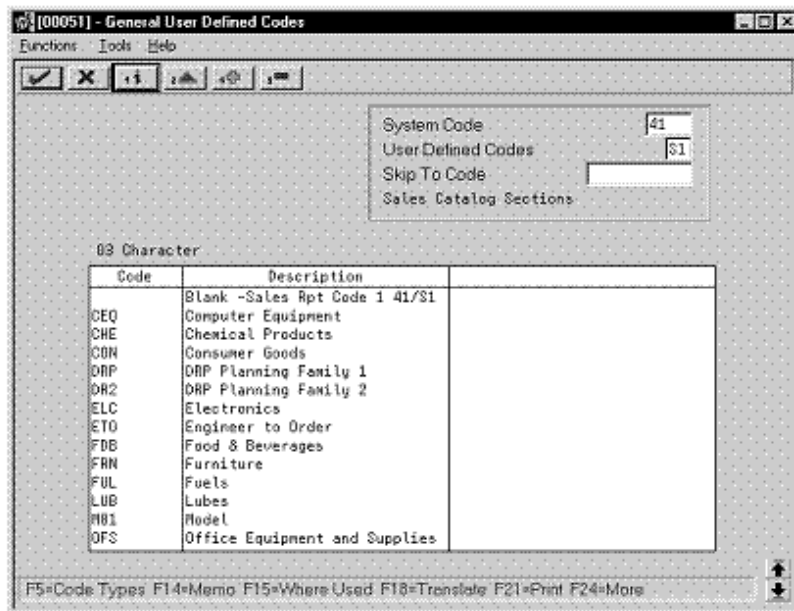 [00051] - General User Defined Codes
Functions Tools Help
System Code 41
User Defined Codes S1
Skip To Code
Sales Catalog Sections
03 Character
Code Description
Blank -Sales Rpt Code 1 41/S1
CEQ Computer Equipment
CHE Chemical Products
CON Consumer Goods
DRP DRP Planning Family 1
DR2 DRP Planning Family 2
ELC Electronics
ETO Engineer to Order
FDB Food & Beverages
FRN Furniture
FUL Fuels
LUB Lubes
M81 Model
OFS Office Equipment and Supplies
F5=Code Types F14=Memo F15=Where Used F18=Translate F21=Print F24=More